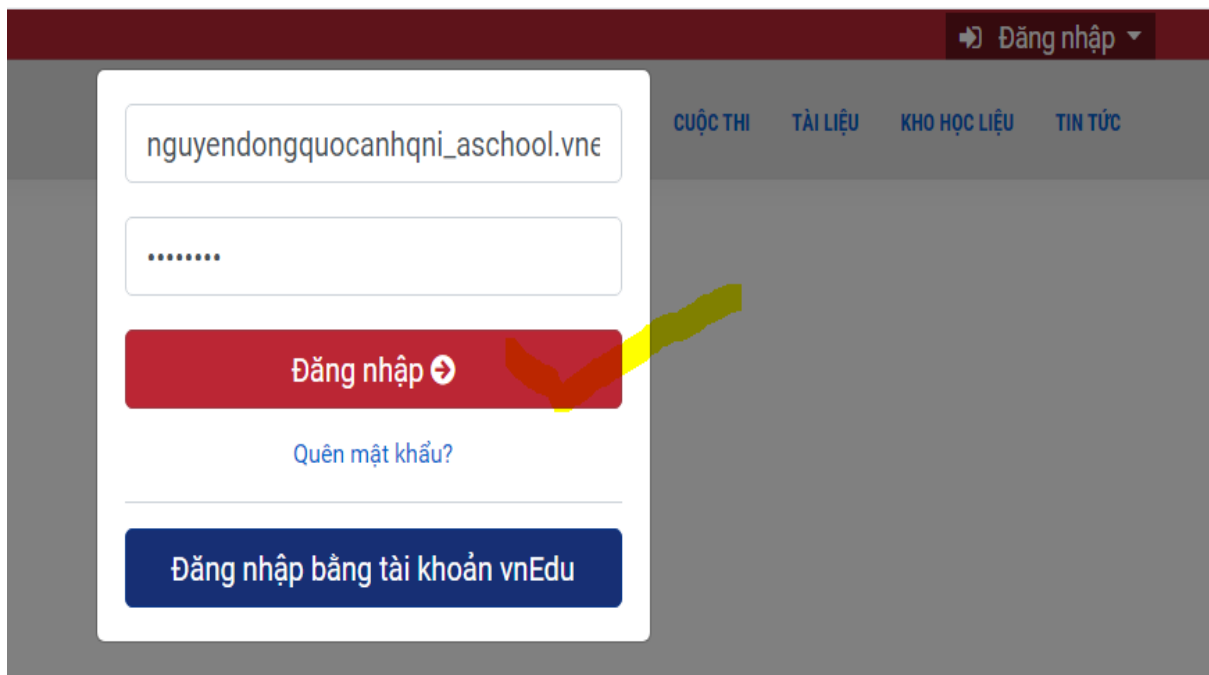 Đăng nhập
CUỘC THI TÀI LIỆU KHO HỌC LIỆU TIN TỨC
nguyendongquocanhqni_aschool.vne
••••••••
Đăng nhập
Quên mật khẩu?
Đăng nhập bằng tài khoản vnEdu